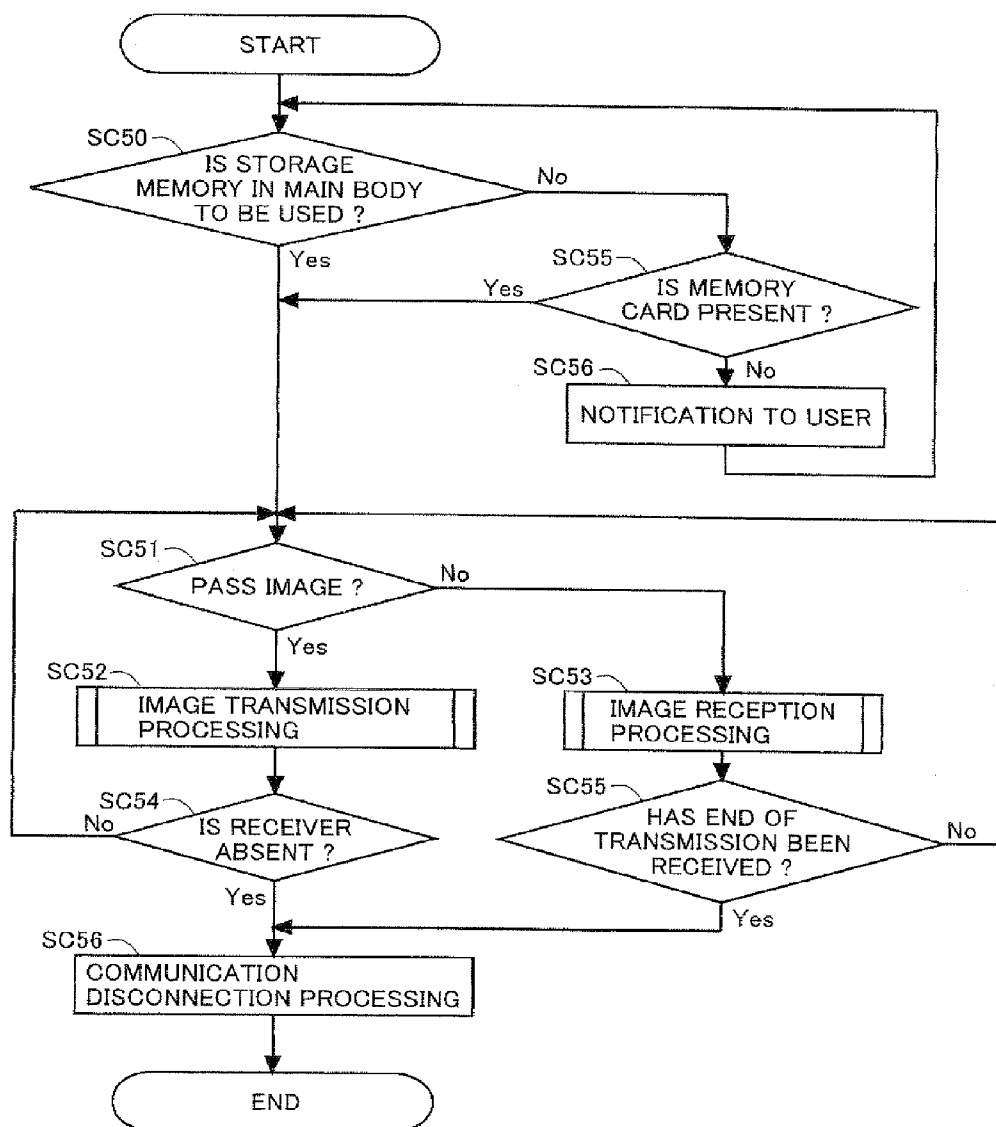 START
SC50
IS STORAGE
MEMORY IN MAIN BODY
TO BE USED ?
No
Yes
SC55
IS MEMORY
CARD PRESENT ?
Yes
No
SC56
NOTIFICATION TO USER
SC51
PASS IMAGE ?
No
Yes
SC52
IMAGE TRANSMISSION
PROCESSING
SC53
IMAGE RECEPTION
PROCESSING
SC54
IS RECEIVER
ABSENT ?
No
Yes
SC55
HAS END OF
TRANSMISSION BEEN
RECEIVED ?
No
Yes
SC56
COMMUNICATION
DISCONNECTION PROCESSING
END